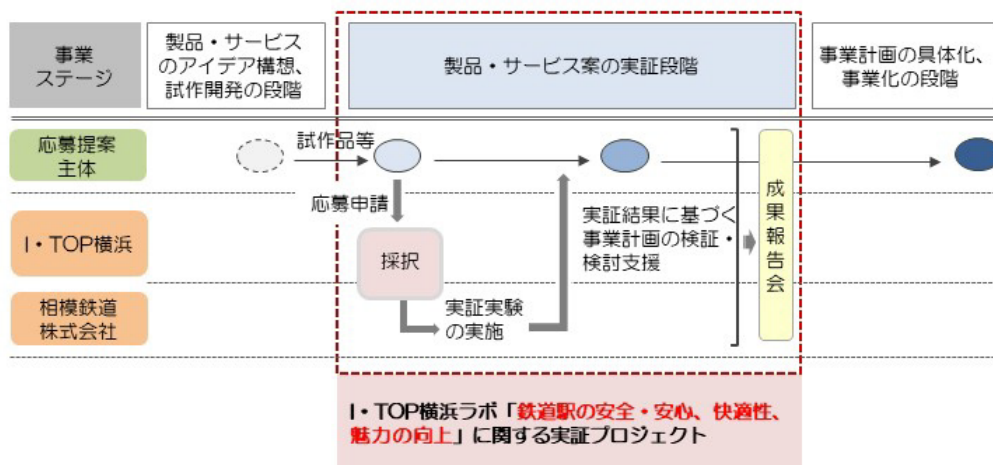 事業
ステージ
製品・サービス
のアイデア構想、
試作開発の段階
製品・サービス案の実証段階
事業計画の具体化、
事業化の段階
応募提案
主体
試作品等
応募申請
I・TOP横浜
採択
実証結果に基づく
事業計画の検証・
検討支援
成果報告会
相模鉄道
株式会社
実証実験
の実施
I・TOP横浜ラボ「鉄道駅の安全・安心、快適性、
魅力の向上」に関する実証プロジェクト